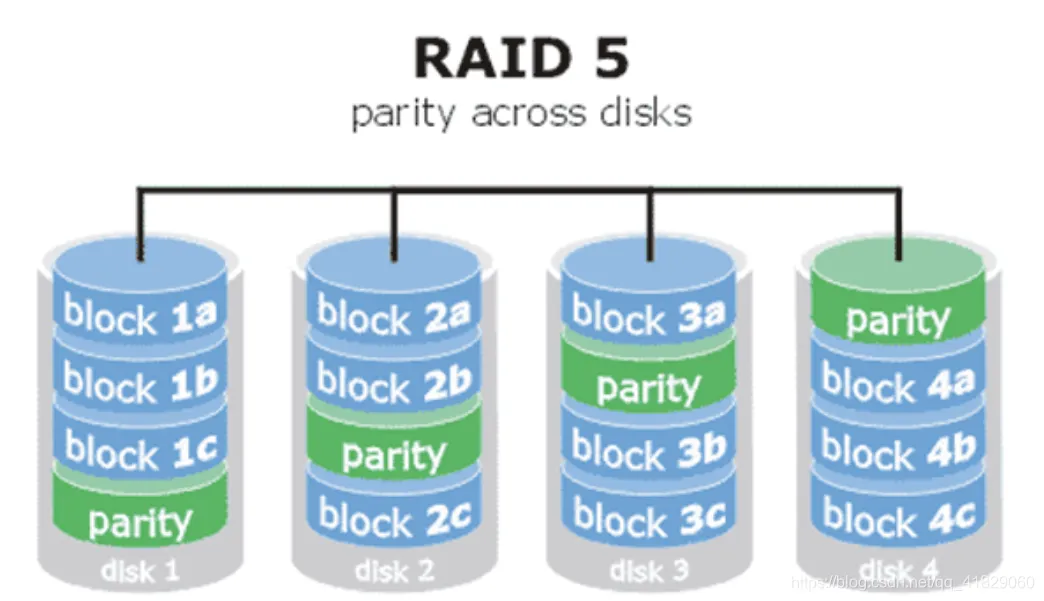 RAID 5
parity across disks
block 1a
block 1b
block 1c
parity
disk 1
block 2a
block 2b
parity
block 2c
disk 2
block 3a
parity
block 3b
block 3c
disk 3
parity
block 4a
block 4b
block 4c
disk 4
https://blog.csdn.net/qq_41829060